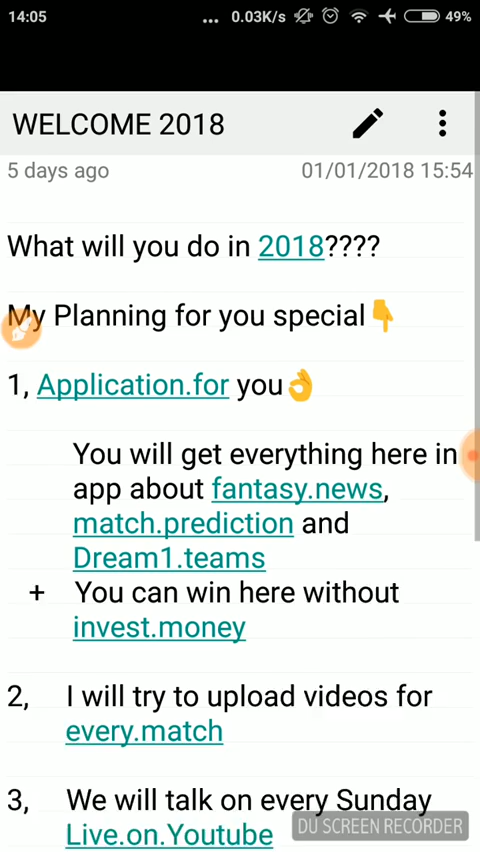 14:05 ... 0.03K/s 49%
WELCOME 2018
5 days ago 01/01/2018 15:54
What will you do in 2018????
My Planning for you special👇
1, Application.for you👌
You will get everything here in
app about fantasy.news,
match.prediction and
Dream1.teams
+ You can win here without
invest.money
2, I will try to upload videos for
every.match
3, We will talk on every Sunday
Live.on.Youtube
DU SCREEN RECORDER